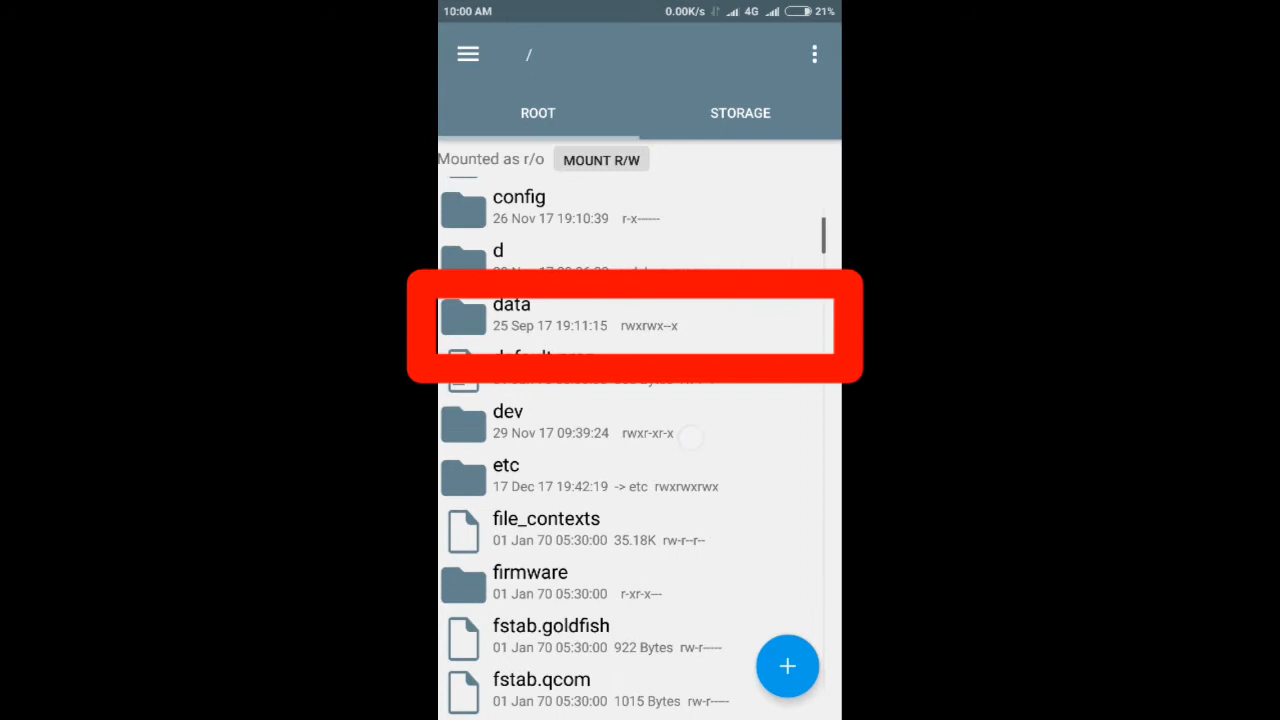 10:00 AM 0.00K/s 4G 21%
/
ROOT STORAGE
Mounted as r/o MOUNT R/W
config
26 Nov 17 19:10:39 r-x------
d
data
25 Sep 17 19:11:15 rwxrwx--x
dev
29 Nov 17 09:39:24 rwxr-xr-x
etc
17 Dec 17 19:42:19 -> etc rwxrwxrwx
file_contexts
01 Jan 70 05:30:00 35.18K rw-r--r--
firmware
01 Jan 70 05:30:00 r-xr-x---
fstab.goldfish
01 Jan 70 05:30:00 922 Bytes rw-r-----
fstab.qcom
01 Jan 70 05:30:00 1015 Bytes rw-r-----